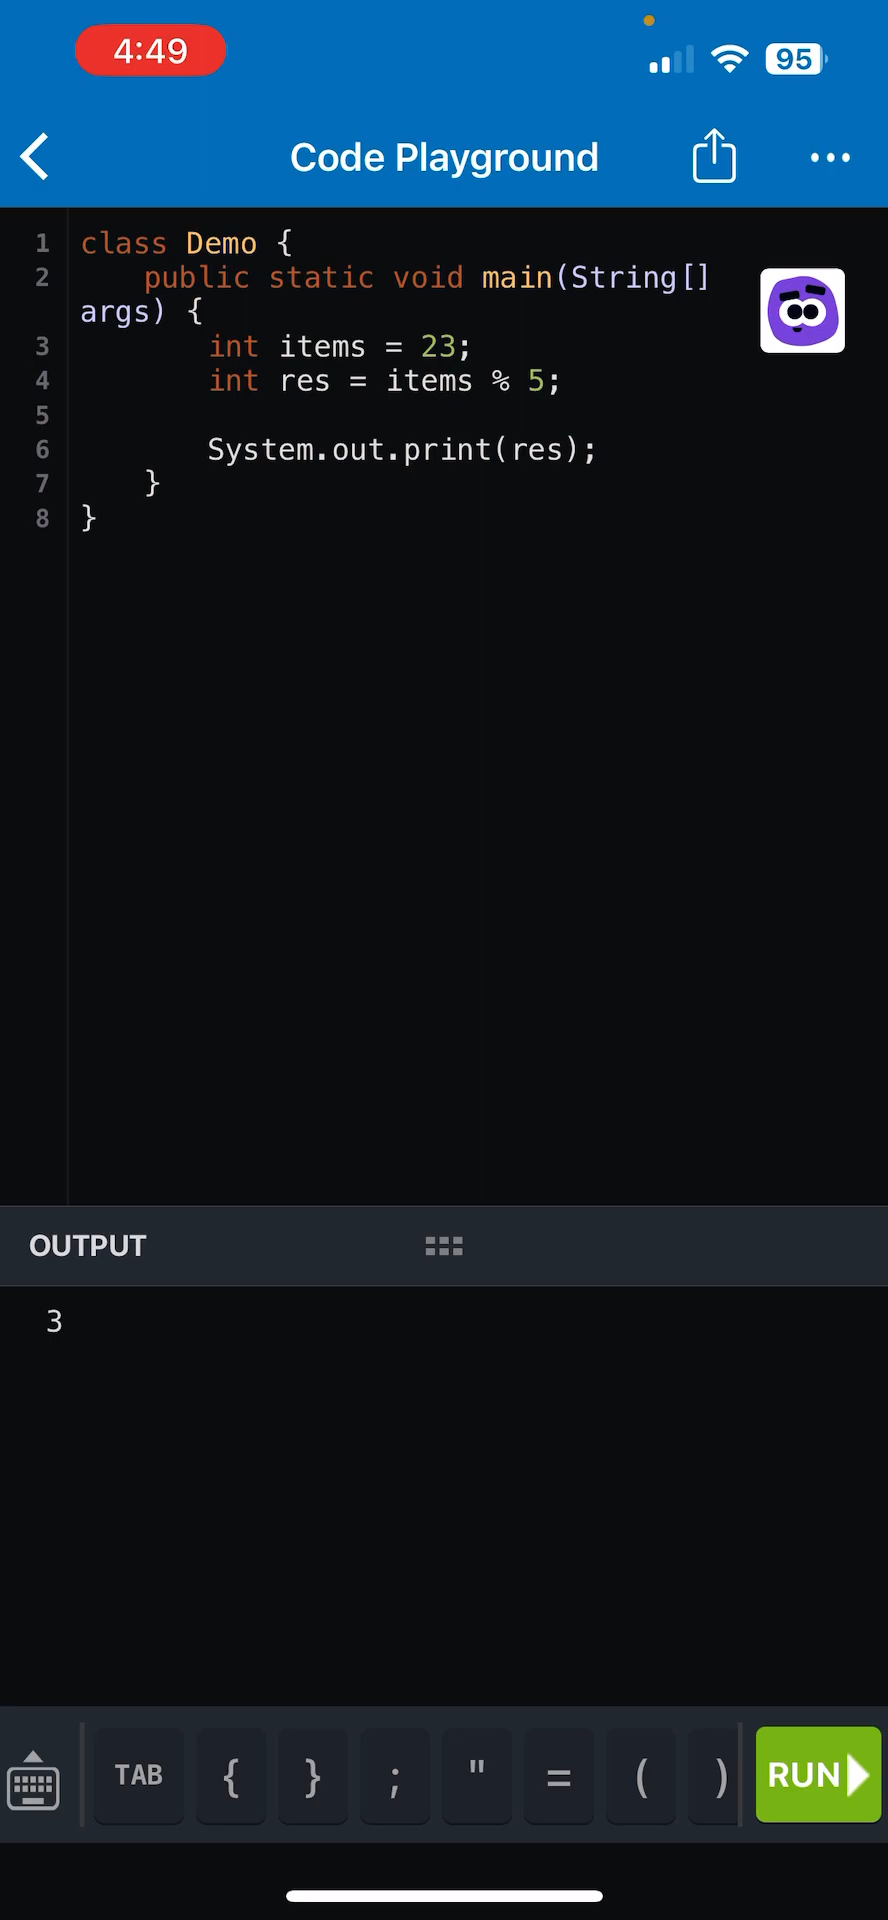 4:49
95
Code Playground
1 class Demo {
2     public static void main(String[]
args) {
3         int items = 23;
4         int res = items % 5;
5
6         System.out.print(res);
7     }
8 }
OUTPUT
3
TAB { } ; " = ( ) RUN